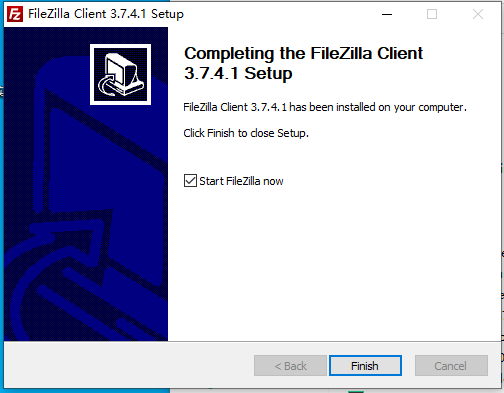 FileZilla Client 3.7.4.1 Setup
Completing the FileZilla Client
3.7.4.1 Setup
FileZilla Client 3.7.4.1 has been installed on your computer.
Click Finish to close Setup.
Start FileZilla now
< Back
Finish
Cancel